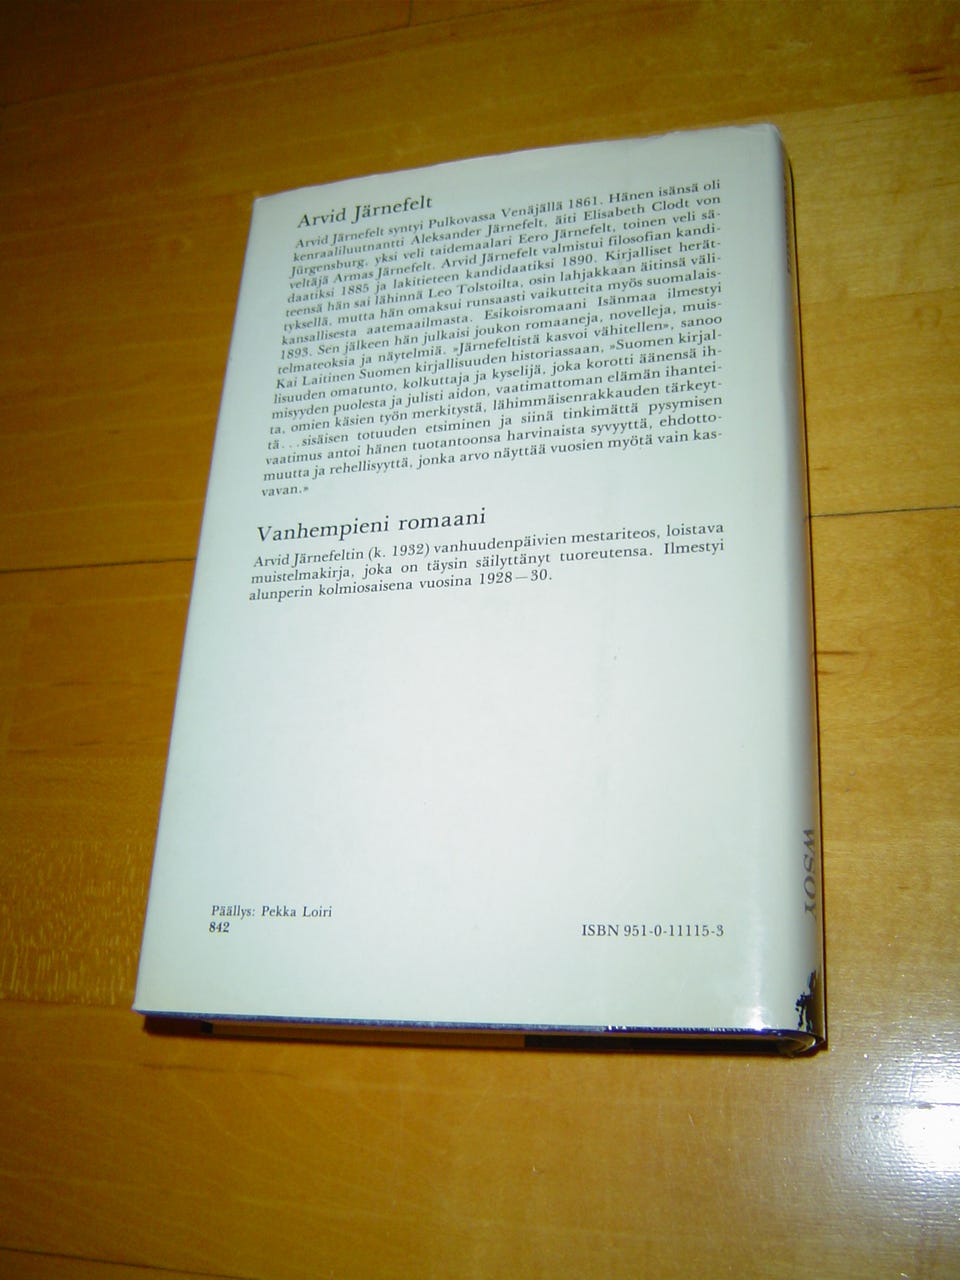 Arvid Järnefelt
Arvid Järnefelt syntyi Pulkovassa Venäjällä 1861. Hänen isänsä oli
kenraaliluutnantti Aleksander Järnefelt, äiti Elisabeth Clodt von
Jürgensburg, yksi veli taidemaalari Eero Järnefelt, toinen veli sä-
veltäjä Armas Järnefelt. Arvid Järnefelt valmistui filosofian kandi-
daatiksi 1885 ja lakitieteen kandidaatiksi 1890. Kirjalliset herät-
teensä hän sai lähinnä Leo Tolstoilta, osin lahjakkaan äitinsä väli-
tyksellä, mutta hän omaksui runsaasti vaikutteita myös suomalais-
kansallisesta aatemaailmasta. Esikoisromaani Isänmaa ilmestyi
1893. Sen jälkeen hän julkaisi joukon romaaneja, novelleja, muis-
telmateoksia ja näytelmiä. »Järnefeltistä kasvoi vähitellen», sanoo
Kai Laitinen Suomen kirjallisuuden historiassaan, »Suomen kirjal-
lisuuden omatunto, kolkuttaja ja kyselijä, joka korotti äänensä ih-
misyyden puolesta ja julisti aidon, vaatimattoman elämän ihantei-
ta, omien käsien työn merkitystä, lähimmäisenrakkauden tärkeyt-
tä...sisäisen totuuden etsiminen ja siinä tinkimättä pysymisen
vaatimus antoi hänen tuotantoonsa harvinaista syvyyttä, ehdotto-
muutta ja rehellisyyttä, jonka arvo näyttää vuosien myötä vain kas-
vavan.»
Vanhempieni romaani
Arvid Järnefeltin (k. 1932) vanhuudenpäivien mestariteos, loistava
muistelmakirja, joka on täysin säilyttänyt tuoreutensa. Ilmestyi
alunperin kolmiosaisena vuosina 1928—30.
Päällys: Pekka Loiri
842
ISBN 951-0-11115-3
WSOY